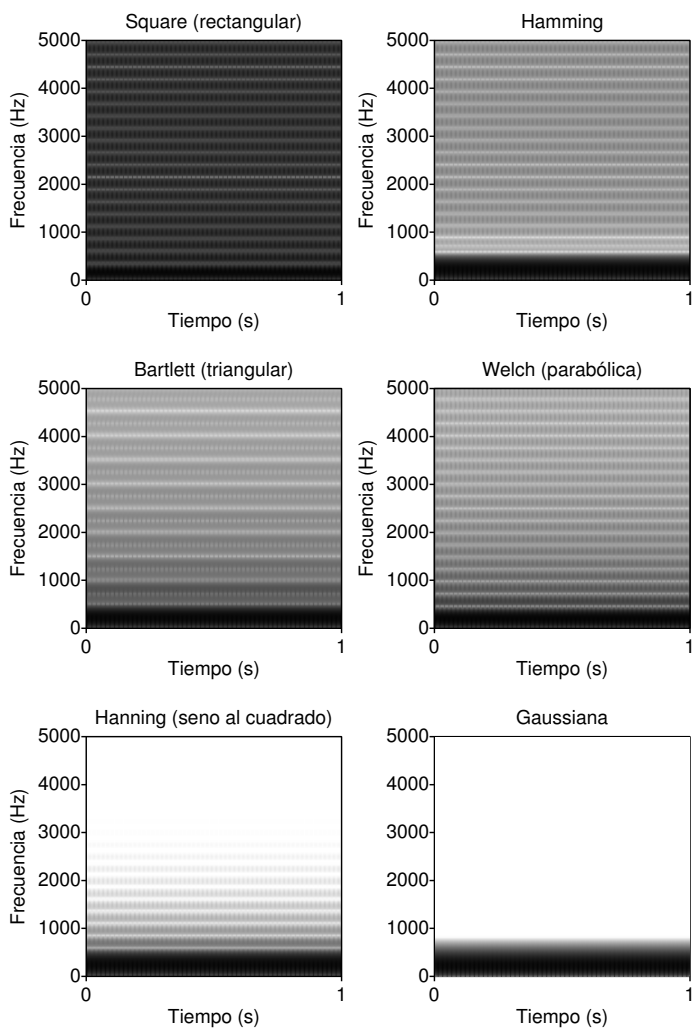 Square (rectangular)
5000
4000
3000
2000
1000
0
Frecuencia (Hz)
0
1
Tiempo (s)
Hamming
5000
4000
3000
2000
1000
0
Frecuencia (Hz)
0
1
Tiempo (s)
Bartlett (triangular)
5000
4000
3000
2000
1000
0
Frecuencia (Hz)
0
1
Tiempo (s)
Welch (parabólica)
5000
4000
3000
2000
1000
0
Frecuencia (Hz)
0
1
Tiempo (s)
Hanning (seno al cuadrado)
5000
4000
3000
2000
1000
0
Frecuencia (Hz)
0
1
Tiempo (s)
Gaussiana
5000
4000
3000
2000
1000
0
Frecuencia (Hz)
0
1
Tiempo (s)